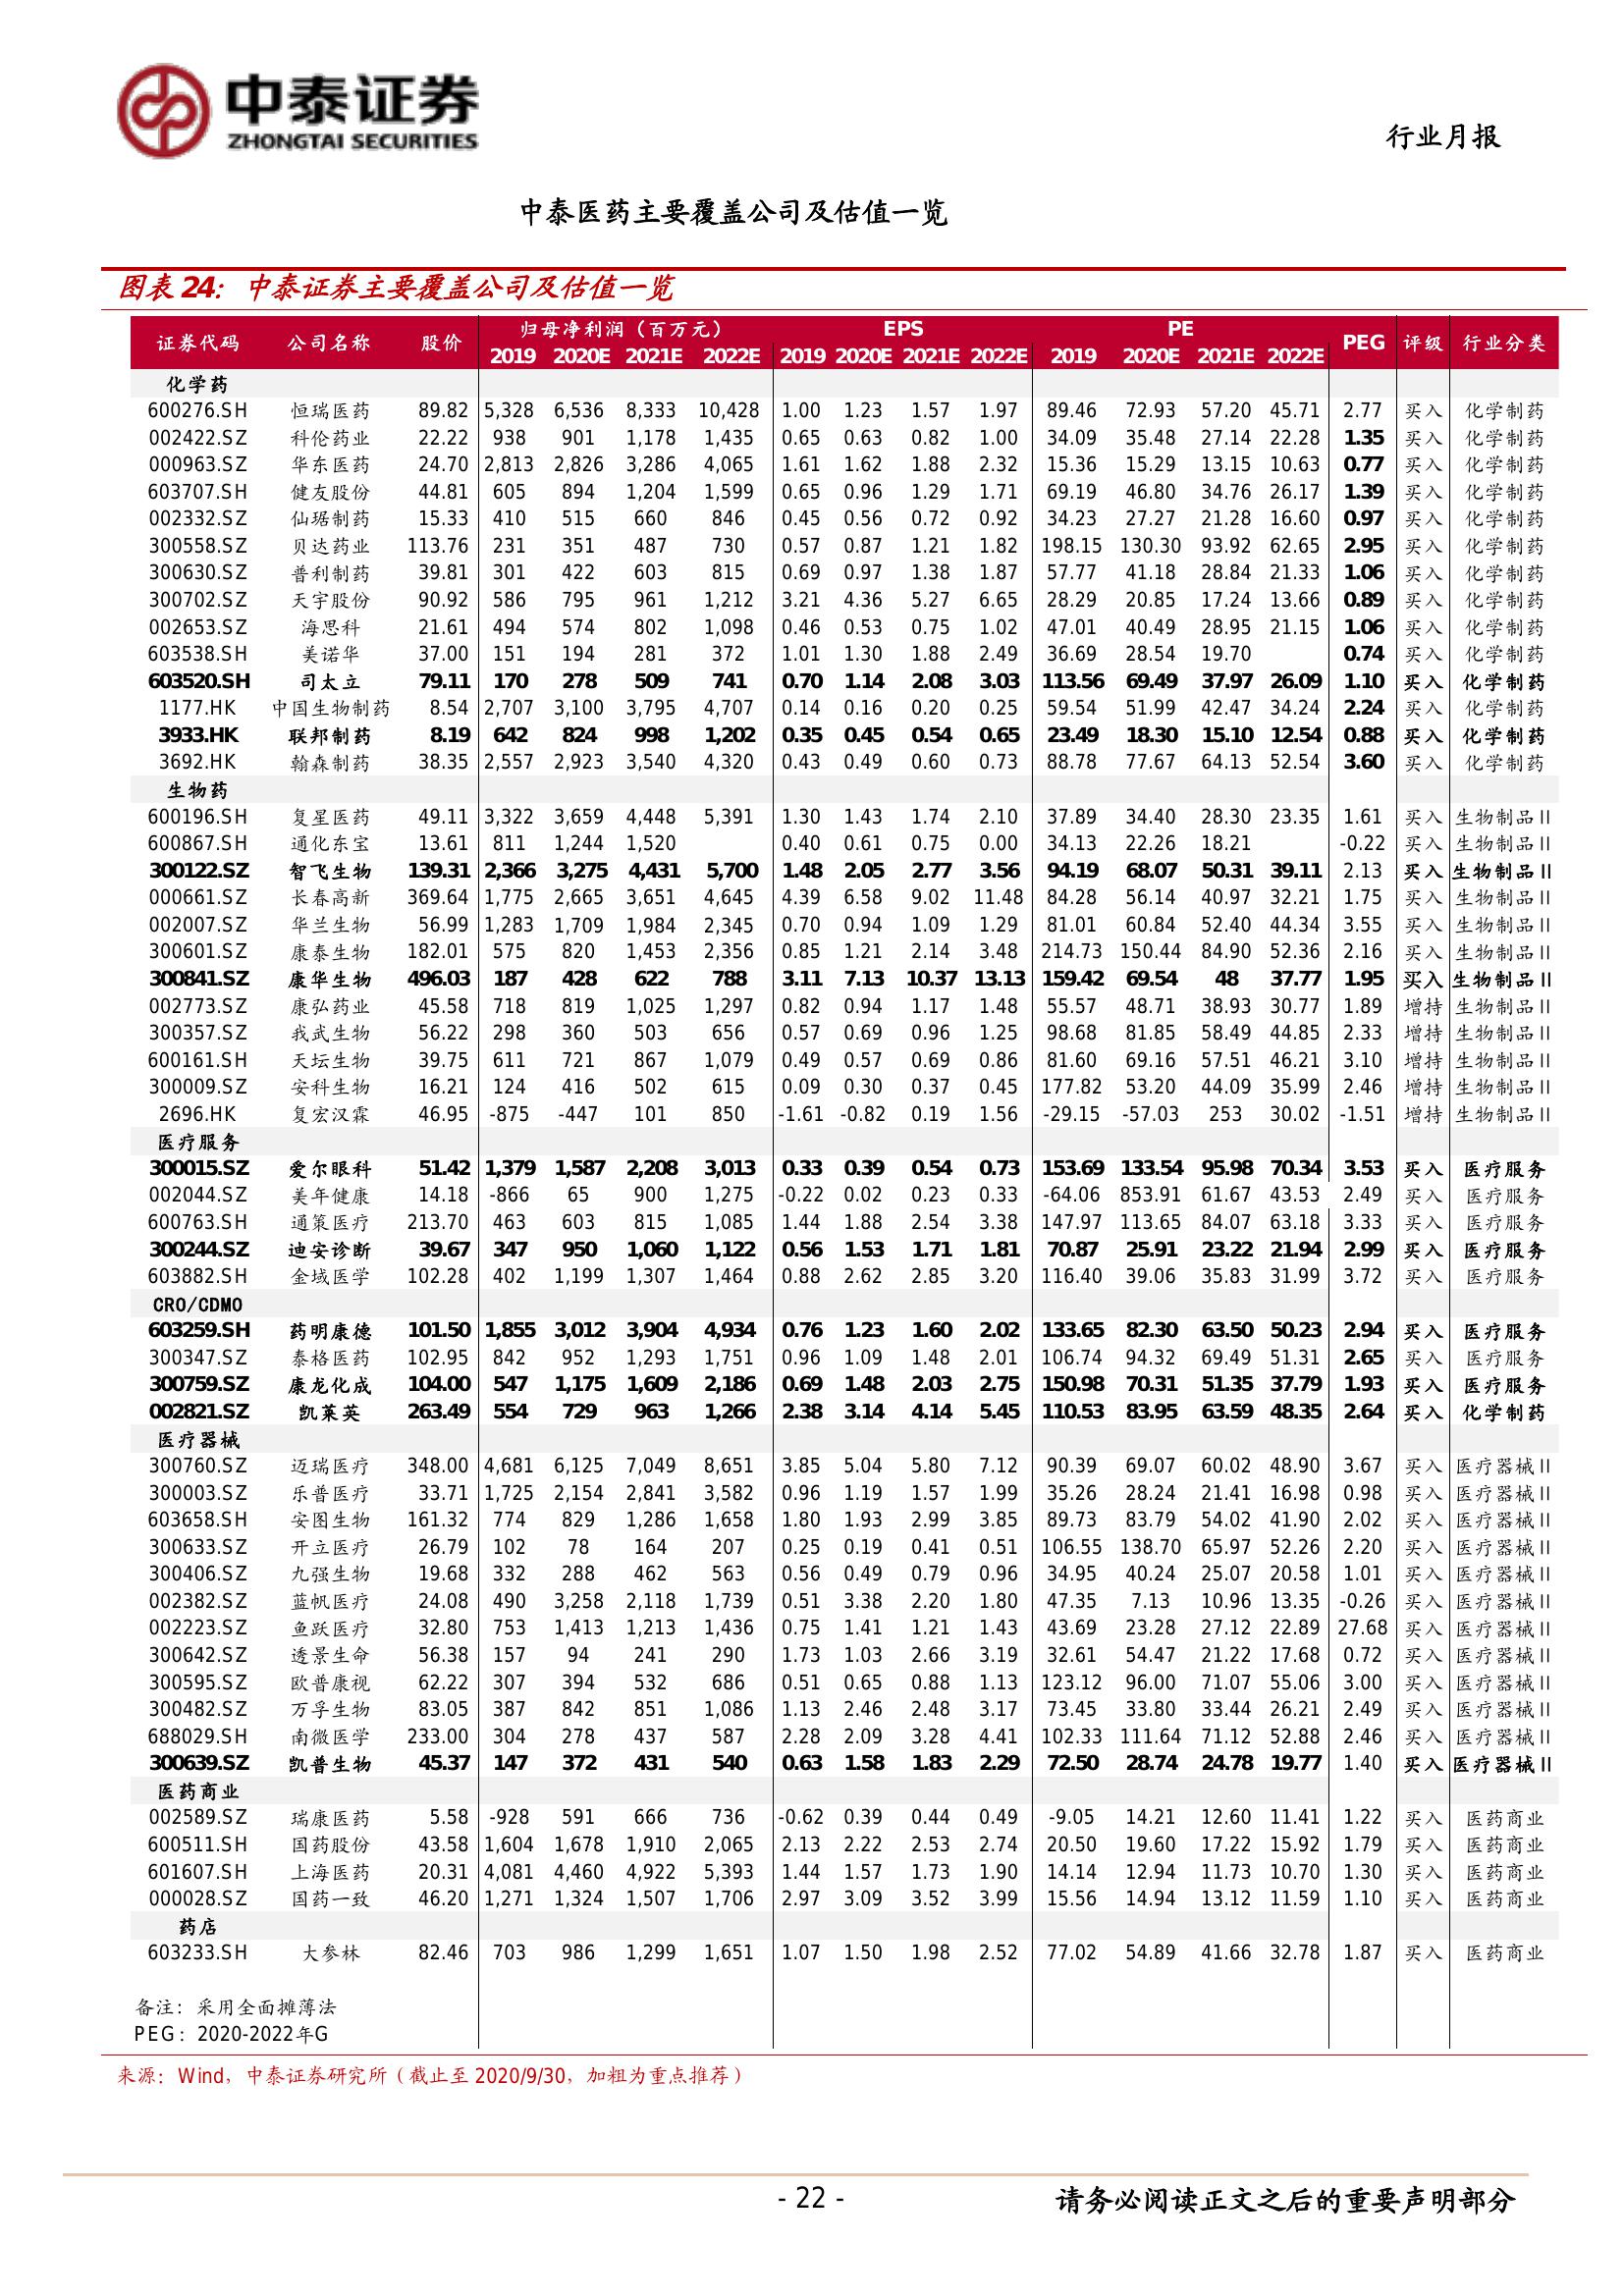 中泰证券
ZHONGTAI SECURITIES
行业月报
中泰医药主要覆盖公司及估值一览
图表 24：中泰证券主要覆盖公司及估值一览
证券代码 公司名称 股价 归母净利润（百万元） EPS PE PEG 评级 行业分类
2019 2020E 2021E 2022E 2019 2020E 2021E 2022E 2019 2020E 2021E 2022E
化学药
600276.SH 恒瑞医药 89.82 5,328 6,536 8,333 10,428 1.00 1.23 1.57 1.97 89.46 72.93 57.20 45.71 2.77 买入 化学制药
002422.SZ 科伦药业 22.22 938 901 1,178 1,435 0.65 0.63 0.82 1.00 34.09 35.48 27.14 22.28 1.35 买入 化学制药
000963.SZ 华东医药 24.70 2,813 2,826 3,286 4,065 1.61 1.62 1.88 2.32 15.36 15.29 13.15 10.63 0.77 买入 化学制药
603707.SH 健友股份 44.81 605 894 1,204 1,599 0.65 0.96 1.29 1.71 69.19 46.80 34.76 26.17 1.39 买入 化学制药
002332.SZ 仙琚制药 15.33 410 515 660 846 0.45 0.56 0.72 0.92 34.23 27.27 21.28 16.60 0.97 买入 化学制药
300558.SZ 贝达药业 113.76 231 351 487 730 0.57 0.87 1.21 1.82 198.15 130.30 93.92 62.65 2.95 买入 化学制药
300630.SZ 普利制药 39.81 301 422 603 815 0.69 0.97 1.38 1.87 57.77 41.18 28.84 21.33 1.06 买入 化学制药
300702.SZ 天宇股份 90.92 586 795 961 1,212 3.21 4.36 5.27 6.65 28.29 20.85 17.24 13.66 0.89 买入 化学制药
002653.SZ 海思科 21.61 494 574 802 1,098 0.46 0.53 0.75 1.02 47.01 40.49 28.95 21.15 1.06 买入 化学制药
603538.SH 美诺华 37.00 151 194 281 372 1.01 1.30 1.88 2.49 36.69 28.54 19.70 0.74 买入 化学制药
603520.SH 司太立 79.11 170 278 509 741 0.70 1.14 2.08 3.03 113.56 69.49 37.97 26.09 1.10 买入 化学制药
1177.HK 中国生物制药 8.54 2,707 3,100 3,795 4,707 0.14 0.16 0.20 0.25 59.54 51.99 42.47 34.24 2.24 买入 化学制药
3933.HK 联邦制药 8.19 642 824 998 1,202 0.35 0.45 0.54 0.65 23.49 18.30 15.10 12.54 0.88 买入 化学制药
3692.HK 翰森制药 38.35 2,557 2,923 3,540 4,320 0.43 0.49 0.60 0.73 88.78 77.67 64.13 52.54 3.60 买入 化学制药
生物药
600196.SH 复星医药 49.11 3,322 3,659 4,448 5,391 1.30 1.43 1.74 2.10 37.89 34.40 28.30 23.35 1.61 买入 生物制品Ⅱ
600867.SH 通化东宝 13.61 811 1,244 1,520 0.40 0.61 0.75 0.00 34.13 22.26 18.21 -0.22 买入 生物制品Ⅱ
300122.SZ 智飞生物 139.31 2,366 3,275 4,431 5,700 1.48 2.05 2.77 3.56 94.19 68.07 50.31 39.11 2.13 买入 生物制品Ⅱ
000661.SZ 长春高新 369.64 1,775 2,665 3,651 4,645 4.39 6.58 9.02 11.48 84.28 56.14 40.97 32.21 1.75 买入 生物制品Ⅱ
002007.SZ 华兰生物 56.99 1,283 1,709 1,984 2,345 0.70 0.94 1.09 1.29 81.01 60.84 52.40 44.34 3.55 买入 生物制品Ⅱ
300601.SZ 康泰生物 182.01 575 820 1,453 2,356 0.85 1.21 2.14 3.48 214.73 150.44 84.90 52.36 2.16 买入 生物制品Ⅱ
300841.SZ 康华生物 496.03 187 428 622 788 3.11 7.13 10.37 13.13 159.42 69.54 48 37.77 1.95 买入 生物制品Ⅱ
002773.SZ 康弘药业 45.58 718 819 1,025 1,297 0.82 0.94 1.17 1.48 55.57 48.71 38.93 30.77 1.89 增持 生物制品Ⅱ
300357.SZ 我武生物 56.22 298 360 503 656 0.57 0.69 0.96 1.25 98.68 81.85 58.49 44.85 2.33 增持 生物制品Ⅱ
600161.SH 天坛生物 39.75 611 721 867 1,079 0.49 0.57 0.69 0.86 81.60 69.16 57.51 46.21 3.10 增持 生物制品Ⅱ
300009.SZ 安科生物 16.21 124 416 502 615 0.09 0.30 0.37 0.45 177.82 53.20 44.09 35.99 2.46 增持 生物制品Ⅱ
2696.HK 复宏汉霖 46.95 -875 -447 101 850 -1.61 -0.82 0.19 1.56 -29.15 -57.03 253 30.02 -1.51 增持 生物制品Ⅱ
医疗服务
300015.SZ 爱尔眼科 51.42 1,379 1,587 2,208 3,013 0.33 0.39 0.54 0.73 153.69 133.54 95.98 70.34 3.53 买入 医疗服务
002044.SZ 美年健康 14.18 -866 65 900 1,275 -0.22 0.02 0.23 0.33 -64.06 853.91 61.67 43.53 2.49 买入 医疗服务
600763.SH 通策医疗 213.70 463 603 815 1,085 1.44 1.88 2.54 3.38 147.97 113.65 84.07 63.18 3.33 买入 医疗服务
300244.SZ 迪安诊断 39.67 347 950 1,060 1,122 0.56 1.53 1.71 1.81 70.87 25.91 23.22 21.94 2.99 买入 医疗服务
603882.SH 金域医学 102.28 402 1,199 1,307 1,464 0.88 2.62 2.85 3.20 116.40 39.06 35.83 31.99 3.72 买入 医疗服务
CRO/CDMO
603259.SH 药明康德 101.50 1,855 3,012 3,904 4,934 0.76 1.23 1.60 2.02 133.65 82.30 63.50 50.23 2.94 买入 医疗服务
300347.SZ 泰格医药 102.95 842 952 1,293 1,751 0.96 1.09 1.48 2.01 106.74 94.32 69.49 51.31 2.65 买入 医疗服务
300759.SZ 康龙化成 104.00 547 1,175 1,609 2,186 0.69 1.48 2.03 2.75 150.98 70.31 51.35 37.79 1.93 买入 医疗服务
002821.SZ 凯莱英 263.49 554 729 963 1,266 2.38 3.14 4.14 5.45 110.53 83.95 63.59 48.35 2.64 买入 化学制药
医疗器械
300760.SZ 迈瑞医疗 348.00 4,681 6,125 7,049 8,651 3.85 5.04 5.80 7.12 90.39 69.07 60.02 48.90 3.67 买入 医疗器械Ⅱ
300003.SZ 乐普医疗 33.71 1,725 2,154 2,841 3,582 0.96 1.19 1.57 1.99 35.26 28.24 21.41 16.98 0.98 买入 医疗器械Ⅱ
603658.SH 安图生物 161.32 774 829 1,286 1,658 1.80 1.93 2.99 3.85 89.73 83.79 54.02 41.90 2.02 买入 医疗器械Ⅱ
300633.SZ 开立医疗 26.79 102 78 164 207 0.25 0.19 0.41 0.51 106.55 138.70 65.97 52.26 2.20 买入 医疗器械Ⅱ
300406.SZ 九强生物 19.68 332 288 462 563 0.56 0.49 0.79 0.96 34.95 40.24 25.07 20.58 1.01 买入 医疗器械Ⅱ
002382.SZ 蓝帆医疗 24.08 490 3,258 2,118 1,739 0.51 3.38 2.20 1.80 47.35 7.13 10.96 13.35 -0.26 买入 医疗器械Ⅱ
002223.SZ 鱼跃医疗 32.80 753 1,413 1,213 1,436 0.75 1.41 1.21 1.43 43.69 23.28 27.12 22.89 27.68 买入 医疗器械Ⅱ
300642.SZ 透景生命 56.38 157 94 241 290 1.73 1.03 2.66 3.19 32.61 54.47 21.22 17.68 0.72 买入 医疗器械Ⅱ
300595.SZ 欧普康视 62.22 307 394 532 686 0.51 0.65 0.88 1.13 123.12 96.00 71.07 55.06 3.00 买入 医疗器械Ⅱ
300482.SZ 万孚生物 83.05 387 842 851 1,086 1.13 2.46 2.48 3.17 73.45 33.80 33.44 26.21 2.49 买入 医疗器械Ⅱ
688029.SH 南微医学 233.00 304 278 437 587 2.28 2.09 3.28 4.41 102.33 111.64 71.12 52.88 2.46 买入 医疗器械Ⅱ
300639.SZ 凯普生物 45.37 147 372 431 540 0.63 1.58 1.83 2.29 72.50 28.74 24.78 19.77 1.40 买入 医疗器械Ⅱ
医药商业
002589.SZ 瑞康医药 5.58 -928 591 666 736 -0.62 0.39 0.44 0.49 -9.05 14.21 12.60 11.41 1.22 买入 医药商业
600511.SH 国药股份 43.58 1,604 1,678 1,910 2,065 2.13 2.22 2.53 2.74 20.50 19.60 17.22 15.92 1.79 买入 医药商业
601607.SH 上海医药 20.31 4,081 4,460 4,922 5,393 1.44 1.57 1.73 1.90 14.14 12.94 11.73 10.70 1.30 买入 医药商业
000028.SZ 国药一致 46.20 1,271 1,324 1,507 1,706 2.97 3.09 3.52 3.99 15.56 14.94 13.12 11.59 1.10 买入 医药商业
药店
603233.SH 大参林 82.46 703 986 1,299 1,651 1.07 1.50 1.98 2.52 77.02 54.89 41.66 32.78 1.87 买入 医药商业
备注：采用全面摊薄法
PEG：2020-2022年G
来源：Wind，中泰证券研究所（截止至 2020/9/30，加粗为重点推荐）
- 22 -
请务必阅读正文之后的重要声明部分